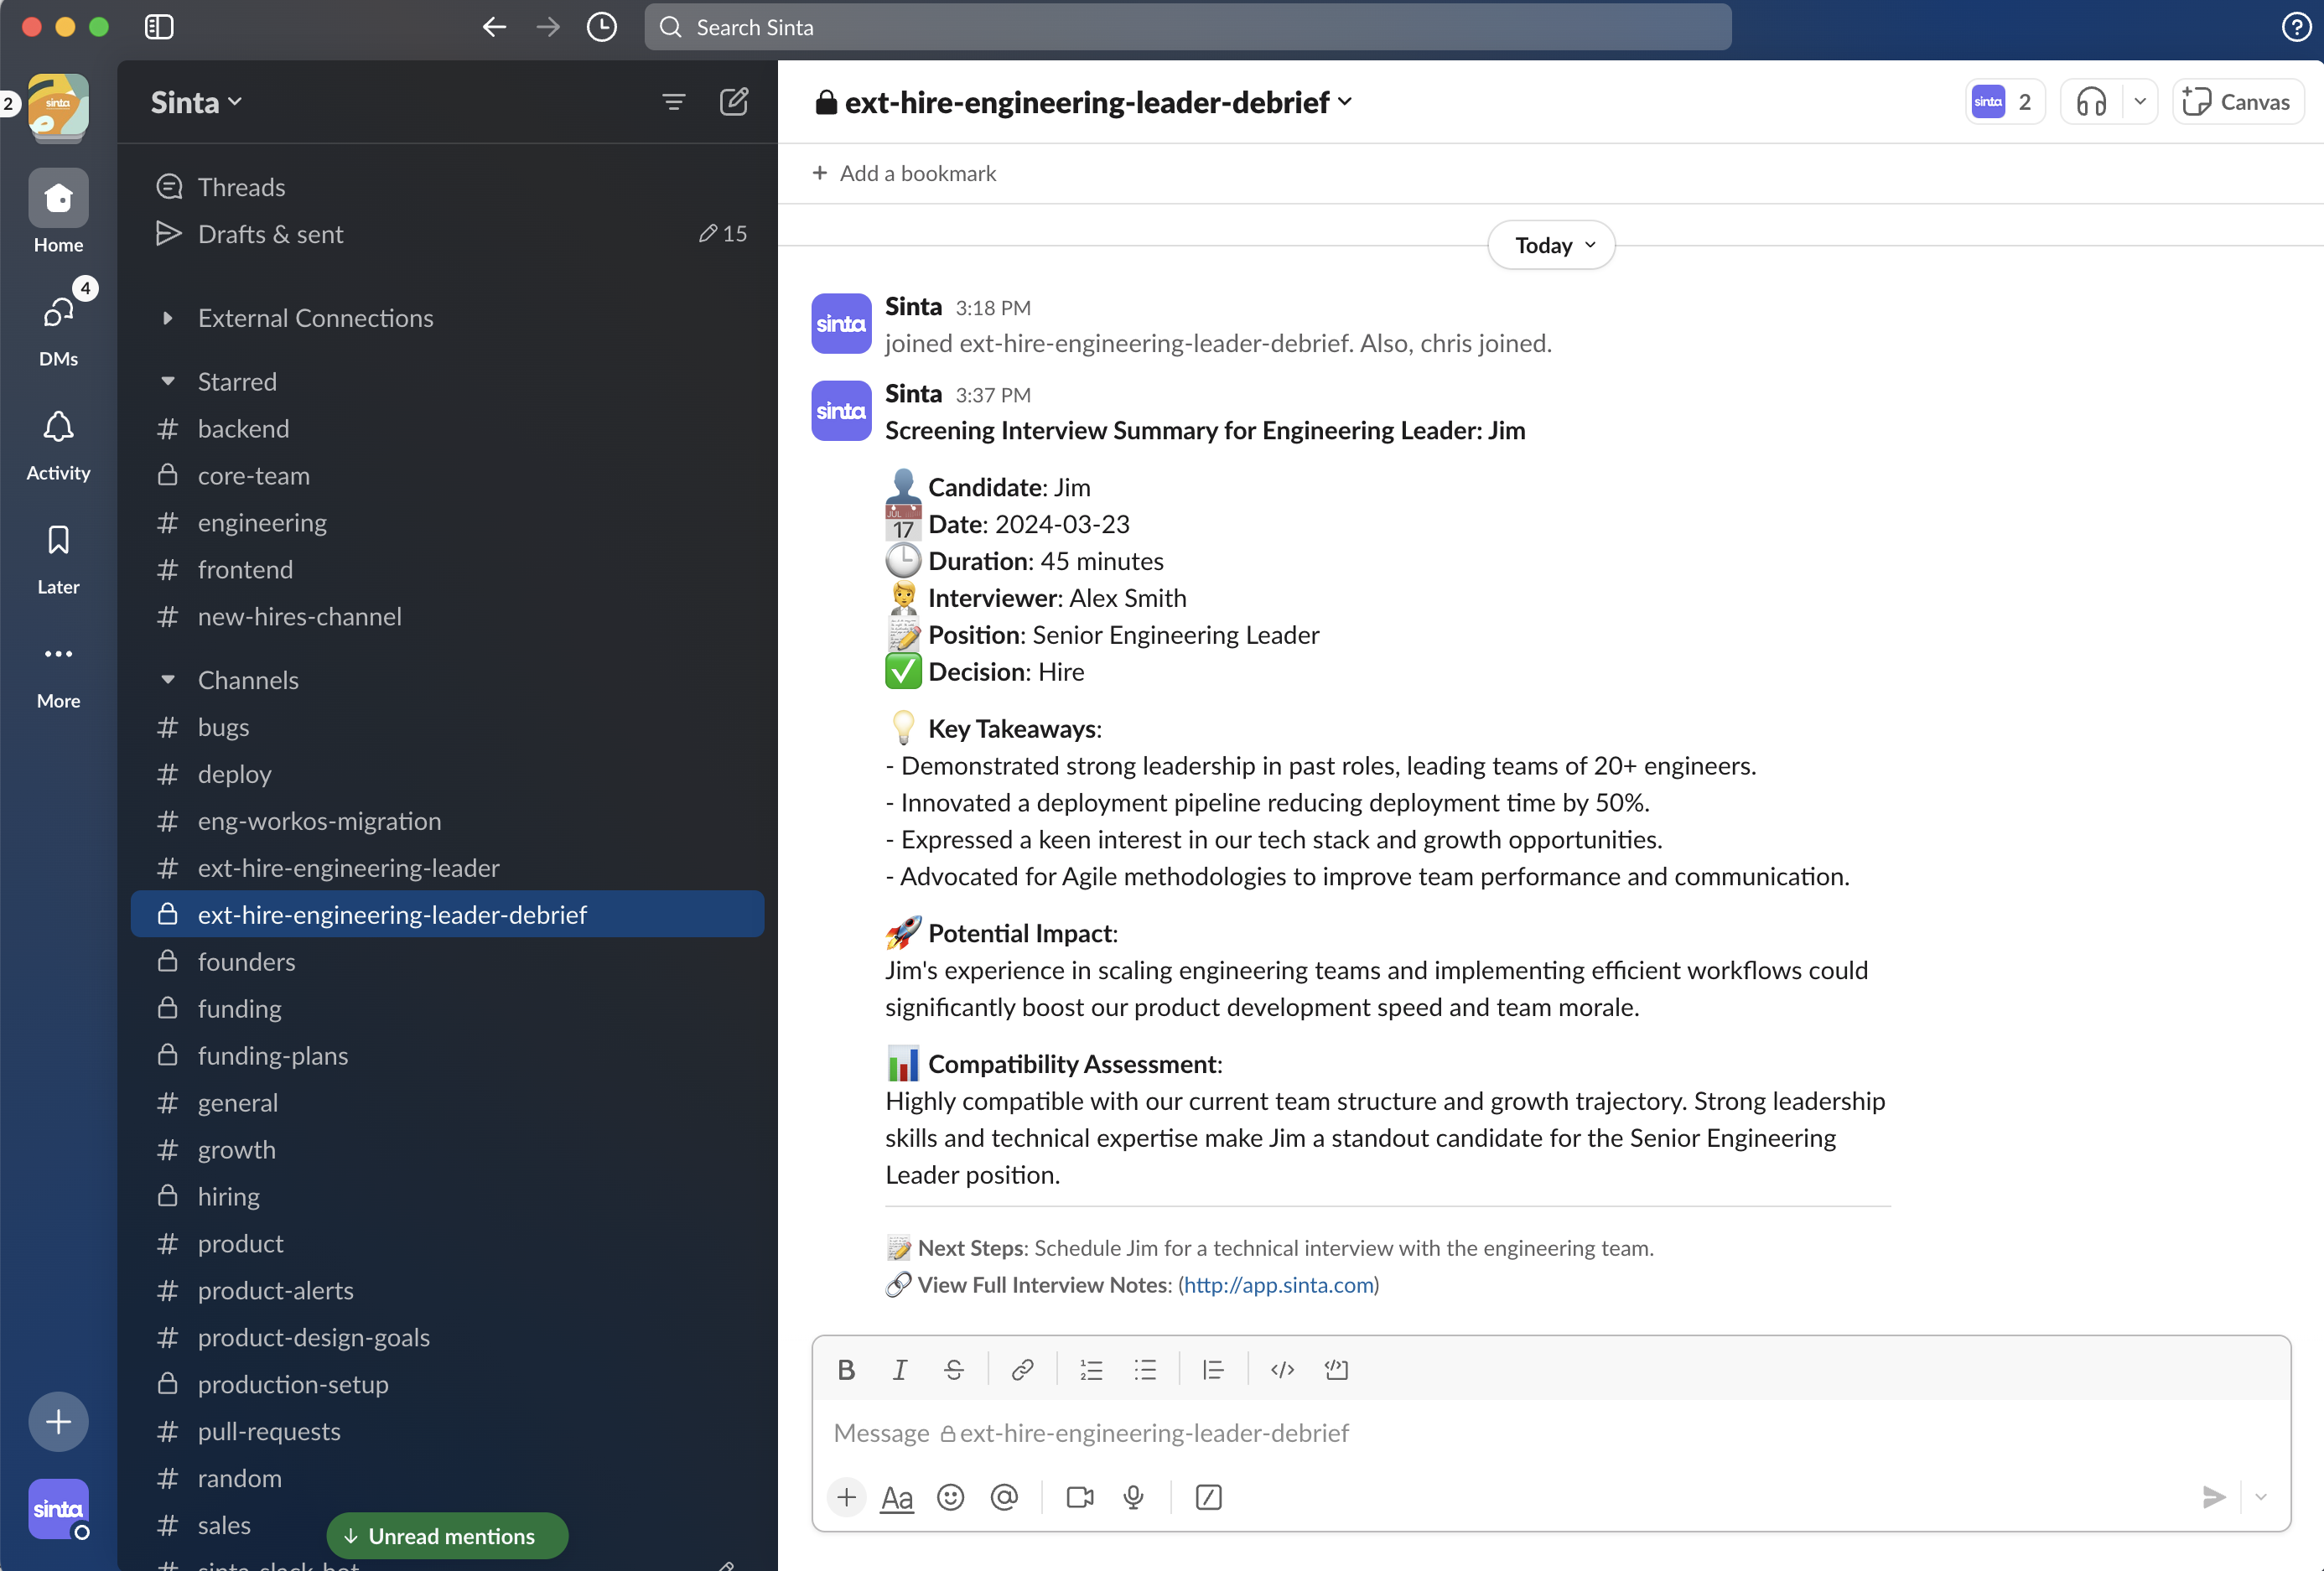 Search Sinta
2
sinta
Home
4
DMs
Activity
Later
More
sinta
Sinta
Threads
Drafts & sent
15
External Connections
Starred
# backend
core-team
# engineering
# frontend
# new-hires-channel
Channels
# bugs
# deploy
# eng-workos-migration
# ext-hire-engineering-leader
ext-hire-engineering-leader-debrief
founders
funding
funding-plans
# general
# growth
hiring
# product
# product-alerts
# product-design-goals
production-setup
# pull-requests
# random
# sales
# sinta-slack-bot
↓ Unread mentions
ext-hire-engineering-leader-debrief
sinta 2
Canvas
+ Add a bookmark
Today
sinta
Sinta 3:18 PM
joined ext-hire-engineering-leader-debrief. Also, chris joined.
sinta
Sinta 3:37 PM
Screening Interview Summary for Engineering Leader: Jim
Candidate: Jim
JUL 17 Date: 2024-03-23
Duration: 45 minutes
Interviewer: Alex Smith
Position: Senior Engineering Leader
Decision: Hire
Key Takeaways:
- Demonstrated strong leadership in past roles, leading teams of 20+ engineers.
- Innovated a deployment pipeline reducing deployment time by 50%.
- Expressed a keen interest in our tech stack and growth opportunities.
- Advocated for Agile methodologies to improve team performance and communication.
Potential Impact:
Jim's experience in scaling engineering teams and implementing efficient workflows could
significantly boost our product development speed and team morale.
Compatibility Assessment:
Highly compatible with our current team structure and growth trajectory. Strong leadership
skills and technical expertise make Jim a standout candidate for the Senior Engineering
Leader position.
Next Steps: Schedule Jim for a technical interview with the engineering team.
View Full Interview Notes: (http://app.sinta.com)
B I S
Message ext-hire-engineering-leader-debrief
+ Aa @